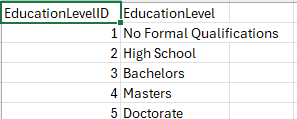 EducationLevelID EducationLevel
1 No Formal Qualifications
2 High School
3 Bachelors
4 Masters
5 Doctorate